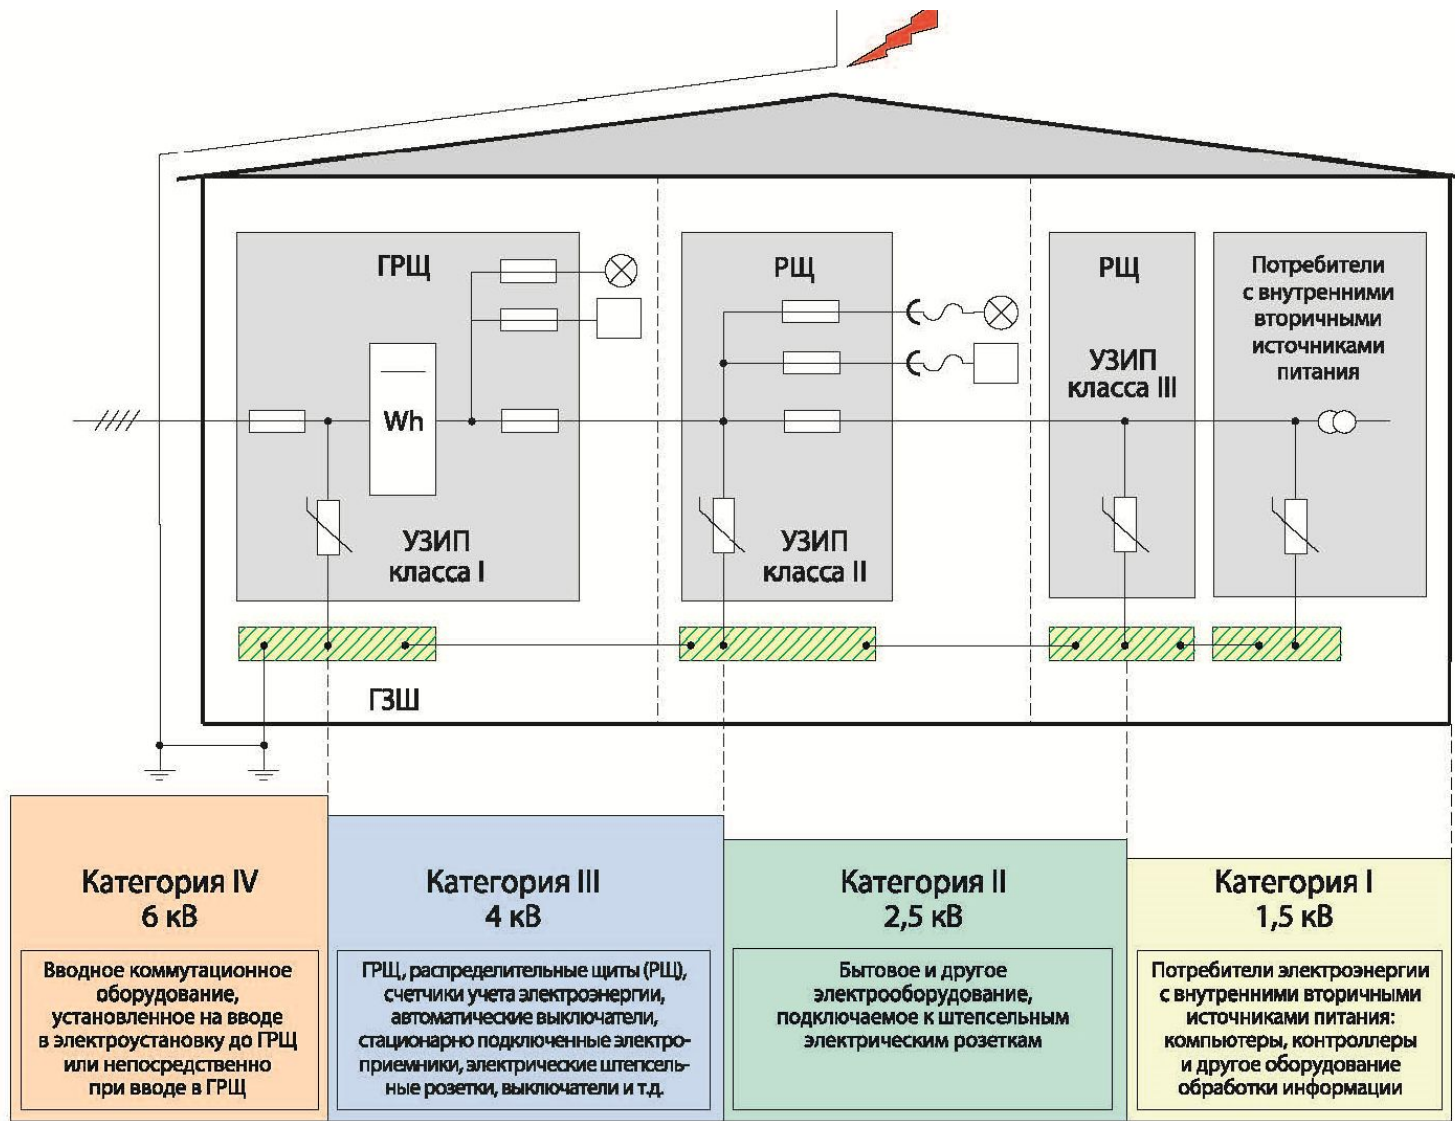 ГРЩ
Wh
УЗИП
класса I
РЩ
УЗИП
класса II
РЩ
УЗИП
класса III
Потребители
с внутренними
вторичными
источниками
питания
ГЗШ
Категория IV
6 кВ
Вводное коммутационное
оборудование,
установленное на вводе
в электроустановку до ГРЩ
или непосредственно
при вводе в ГРЩ
Категория III
4 кВ
ГРЩ, распределительные щиты (РЩ),
счетчики учета электроэнергии,
автоматические выключатели,
стационарно подключенные электро-
приемники, электрические штепсель-
ные розетки, выключатели и т.д.
Категория II
2,5 кВ
Бытовое и другое
электрооборудование,
подключаемое к штепсельным
электрическим розеткам
Категория I
1,5 кВ
Потребители электроэнергии
с внутренними вторичными
источниками питания:
компьютеры, контроллеры
и другое оборудование
обработки информации